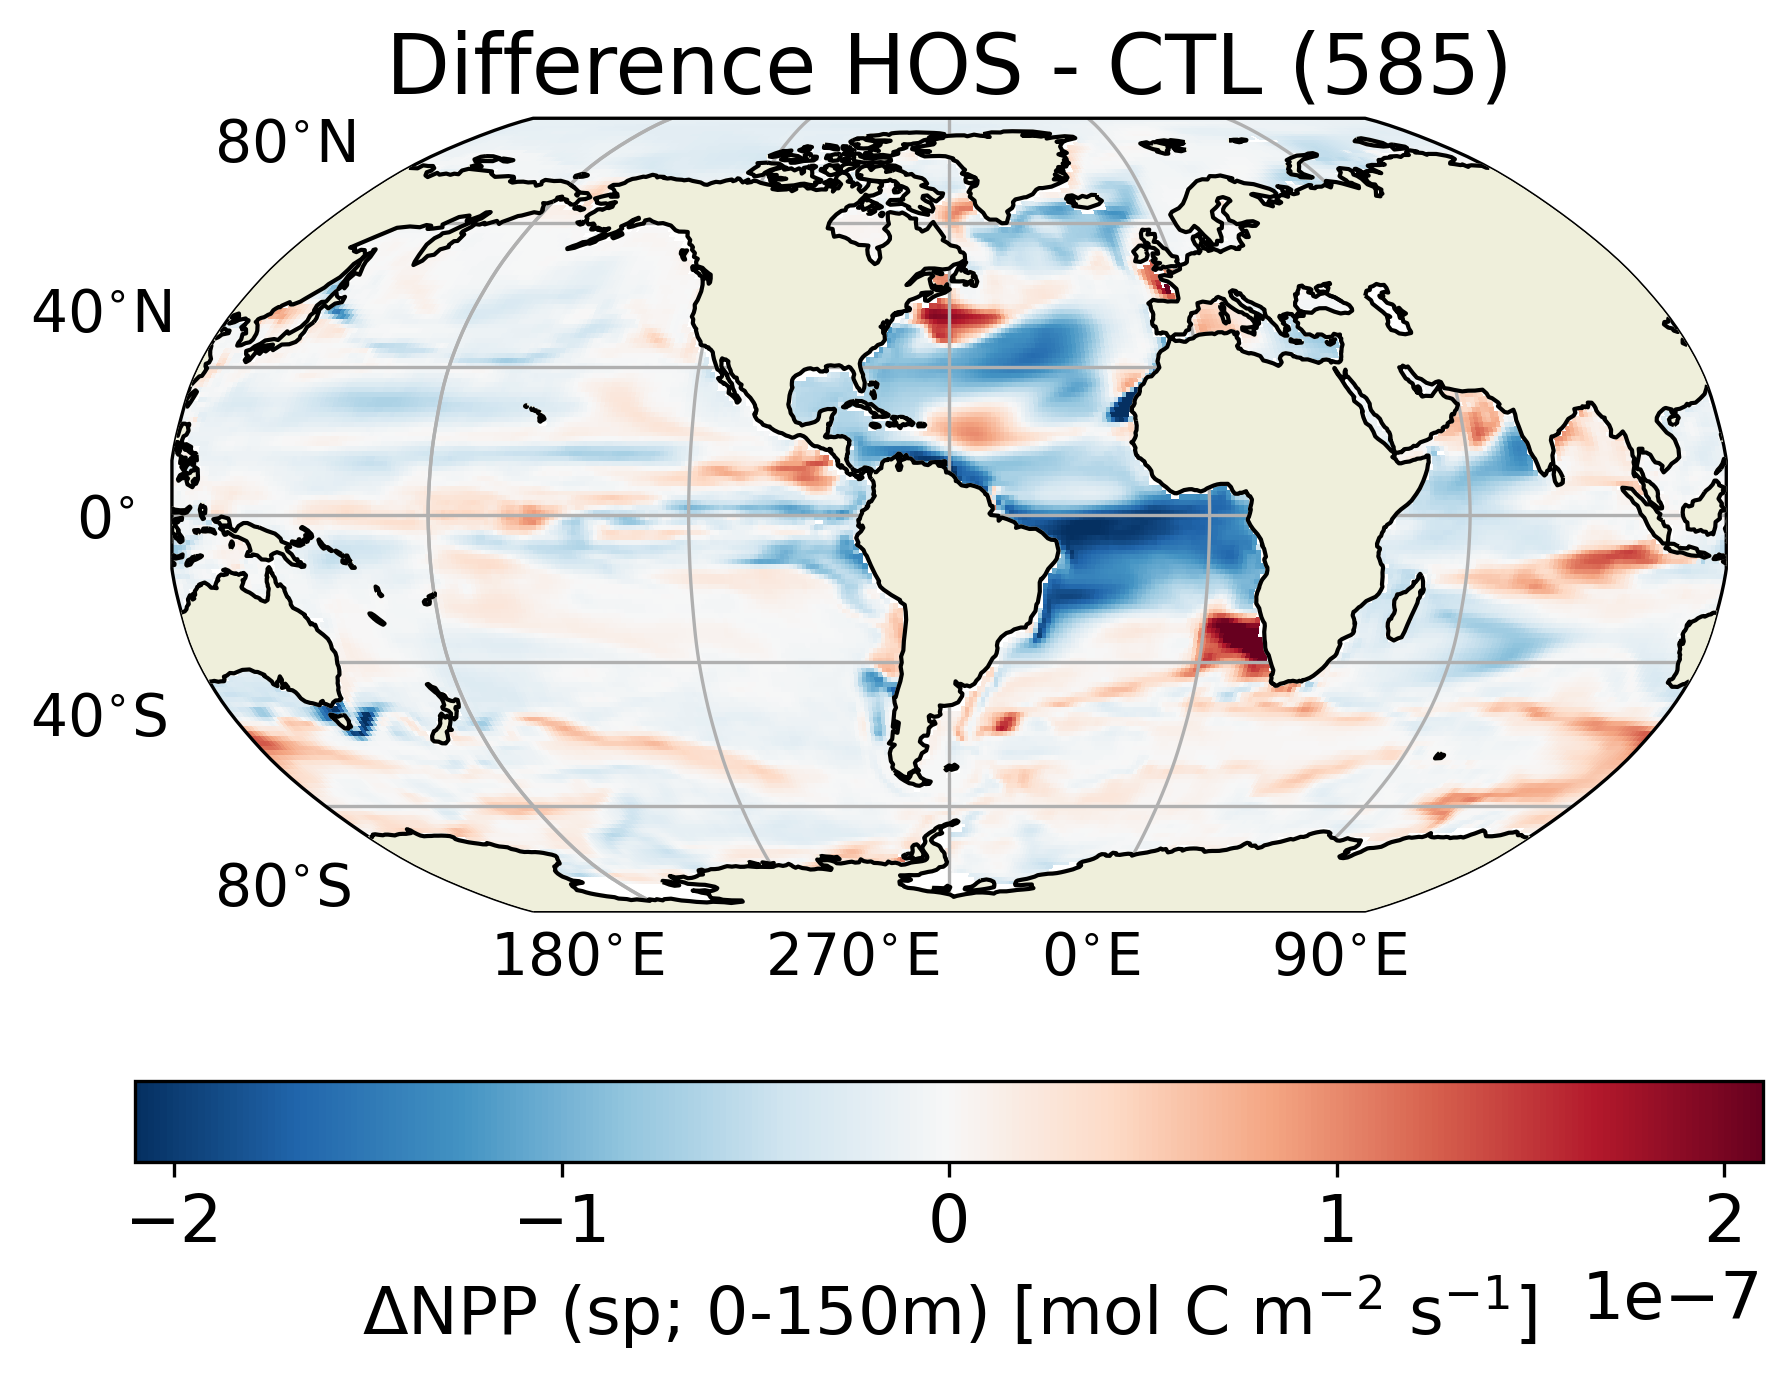 Difference HOS - CTL (585)
80°N
40°N
0°
40°S
80°S
180°E 270°E 0°E 90°E
−2 −1 0 1 2
1e−7
ΔNPP (sp; 0-150m) [mol C m⁻² s⁻¹]